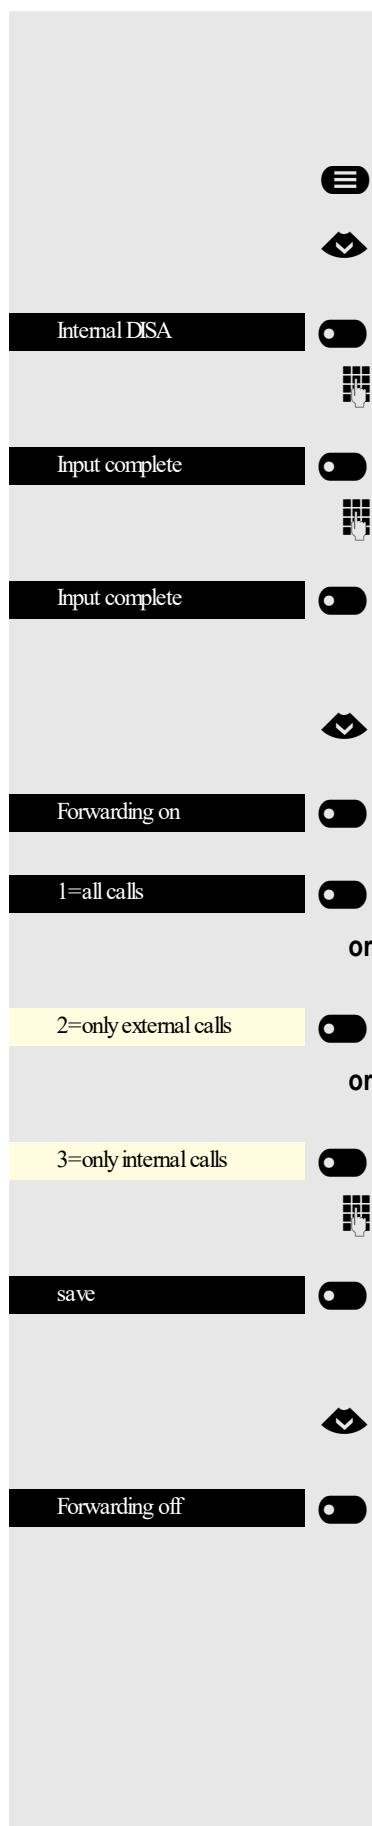 Internal DISA
Input complete
Input complete
Forwarding on
1=all calls
or
2=only external calls
or
3=only internal calls
save
Forwarding off